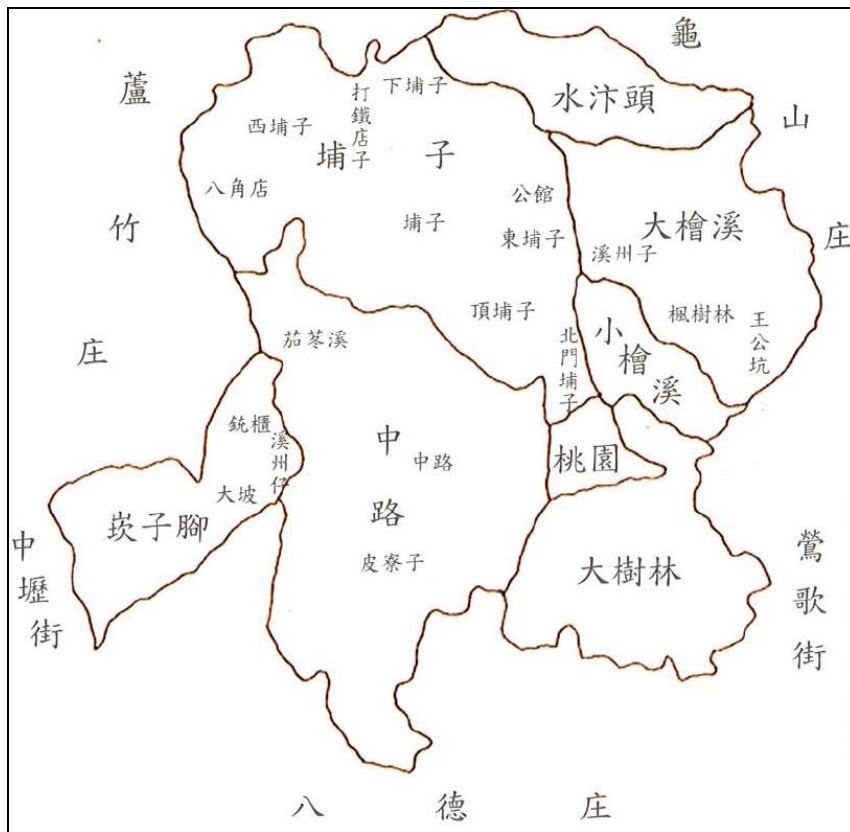 龜山庄
蘆竹庄
水汴頭
下埔子
打鐵店子
西埔子
埔子
八角店
公館
大檜溪
埔子
東埔子
溪州子
頂埔子
楓樹林
王公坑
北門埔子
小檜溪
茄苳溪
銃櫃
溪州仔
中路
中路
桃園
大坡
崁子腳
中壢街
皮寮子
大樹林
鶯歌街
八德庄